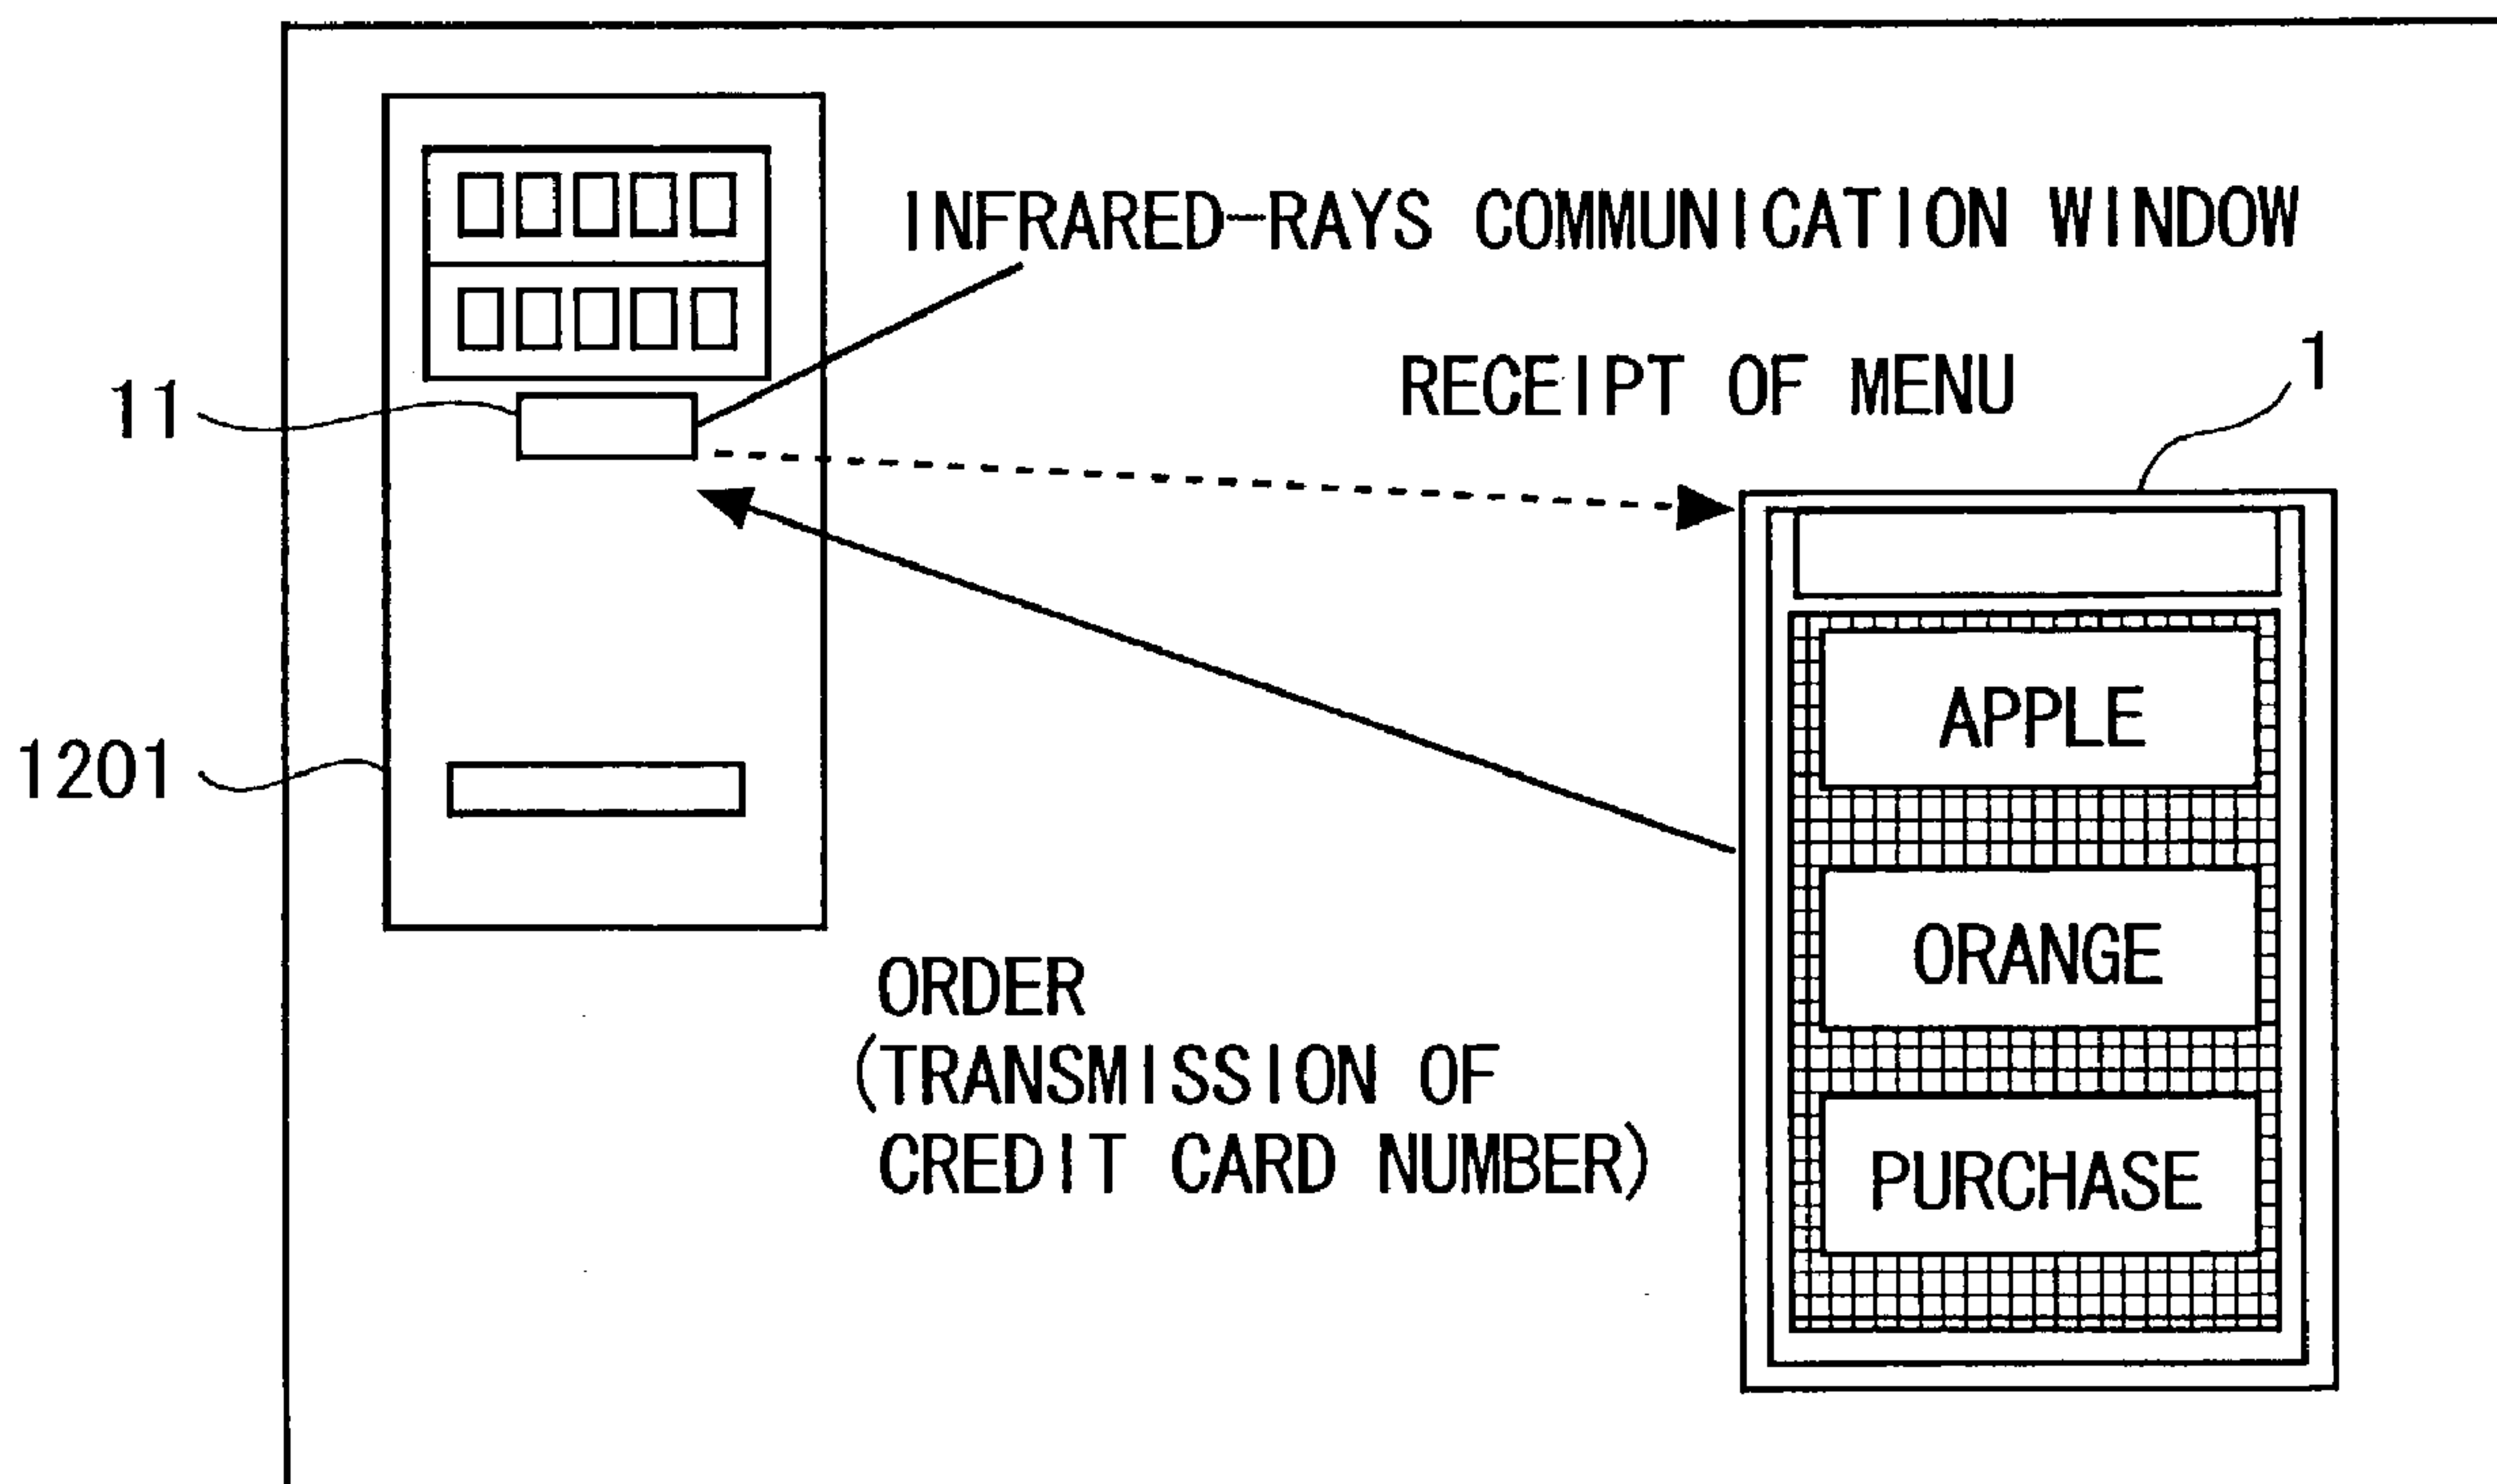 INFRARED-RAYS COMMUNICATION WINDOW
RECEIPT OF MENU
1
11
APPLE
1201
ORANGE
ORDER
(TRANSMISSION OF
CREDIT CARD NUMBER)
PURCHASE